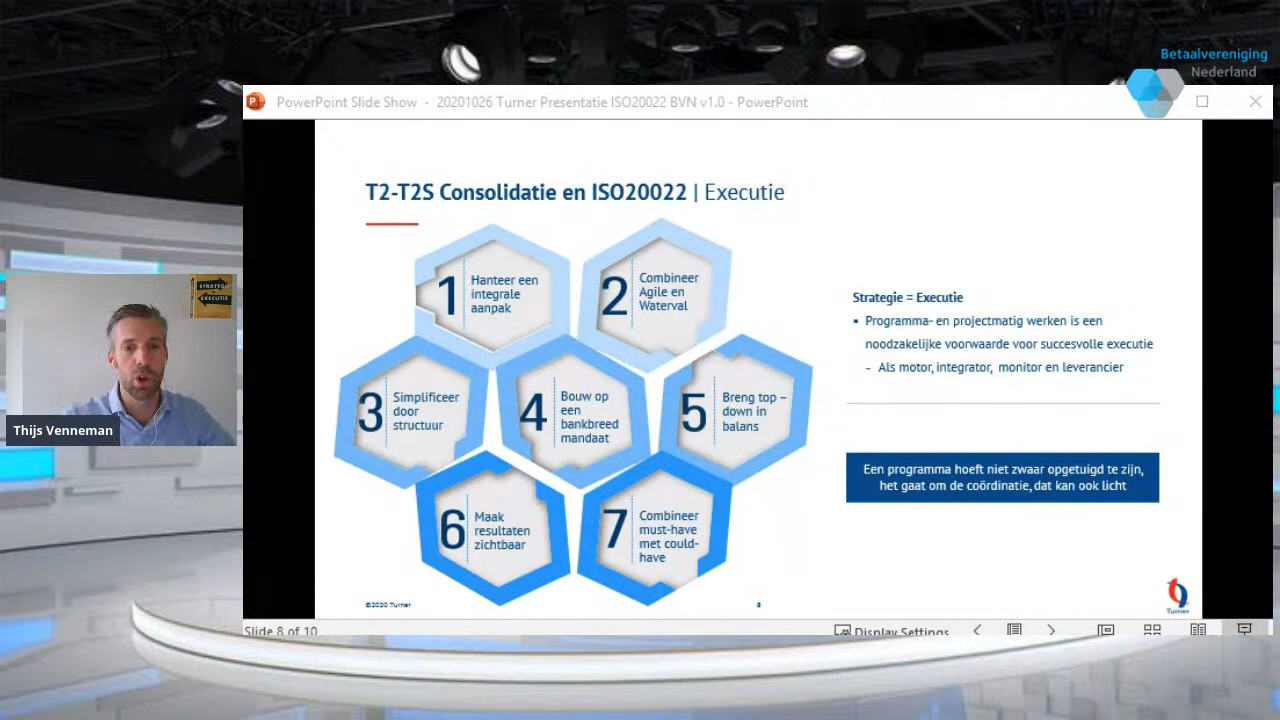 Betaalvereniging
Nederland
PowerPoint Slide Show - 20201026 Turner Presentatie ISO20022 BVN v1.0 - PowerPoint
T2-T2S Consolidatie en ISO20022 | Executie
1
Hanteer een
integrale
aanpak
2
Combineer
Agile en
Waterval
3
Simplificeer
door
structuur
4
Bouw op
een
bankbreed
mandaat
5
Breng top –
down in
balans
6
Maak
resultaten
zichtbaar
7
Combineer
must-have
met could-
have
Strategie = Executie
▪ Programma- en projectmatig werken is een
noodzakelijke voorwaarde voor succesvolle executie
- Als motor, integrator, monitor en leverancier
Een programma hoeft niet zwaar opgetuigd te zijn,
het gaat om de coördinatie, dat kan ook licht
STRATEGIE
EXECUTIE
Thijs Venneman
©2020 Turner
8
Turner
Slide 8 of 10
Display Settings